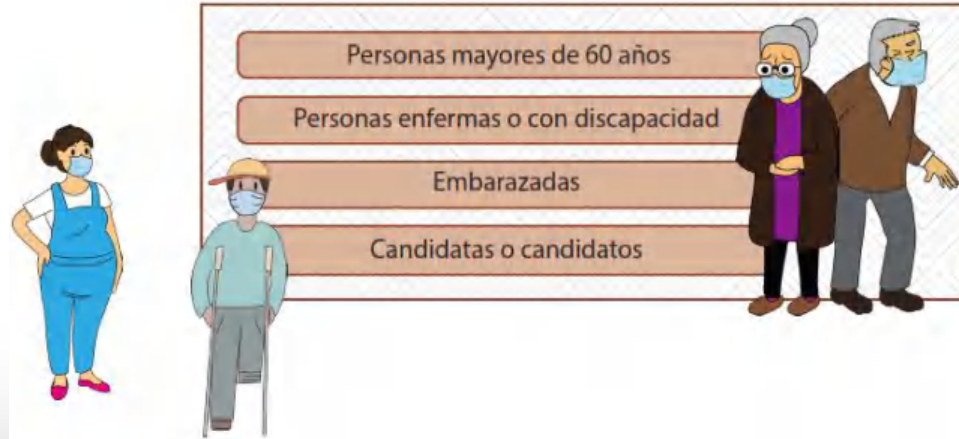 Personas mayores de 60 años
Personas enfermas o con discapacidad
Embarazadas
Candidatas o candidatos